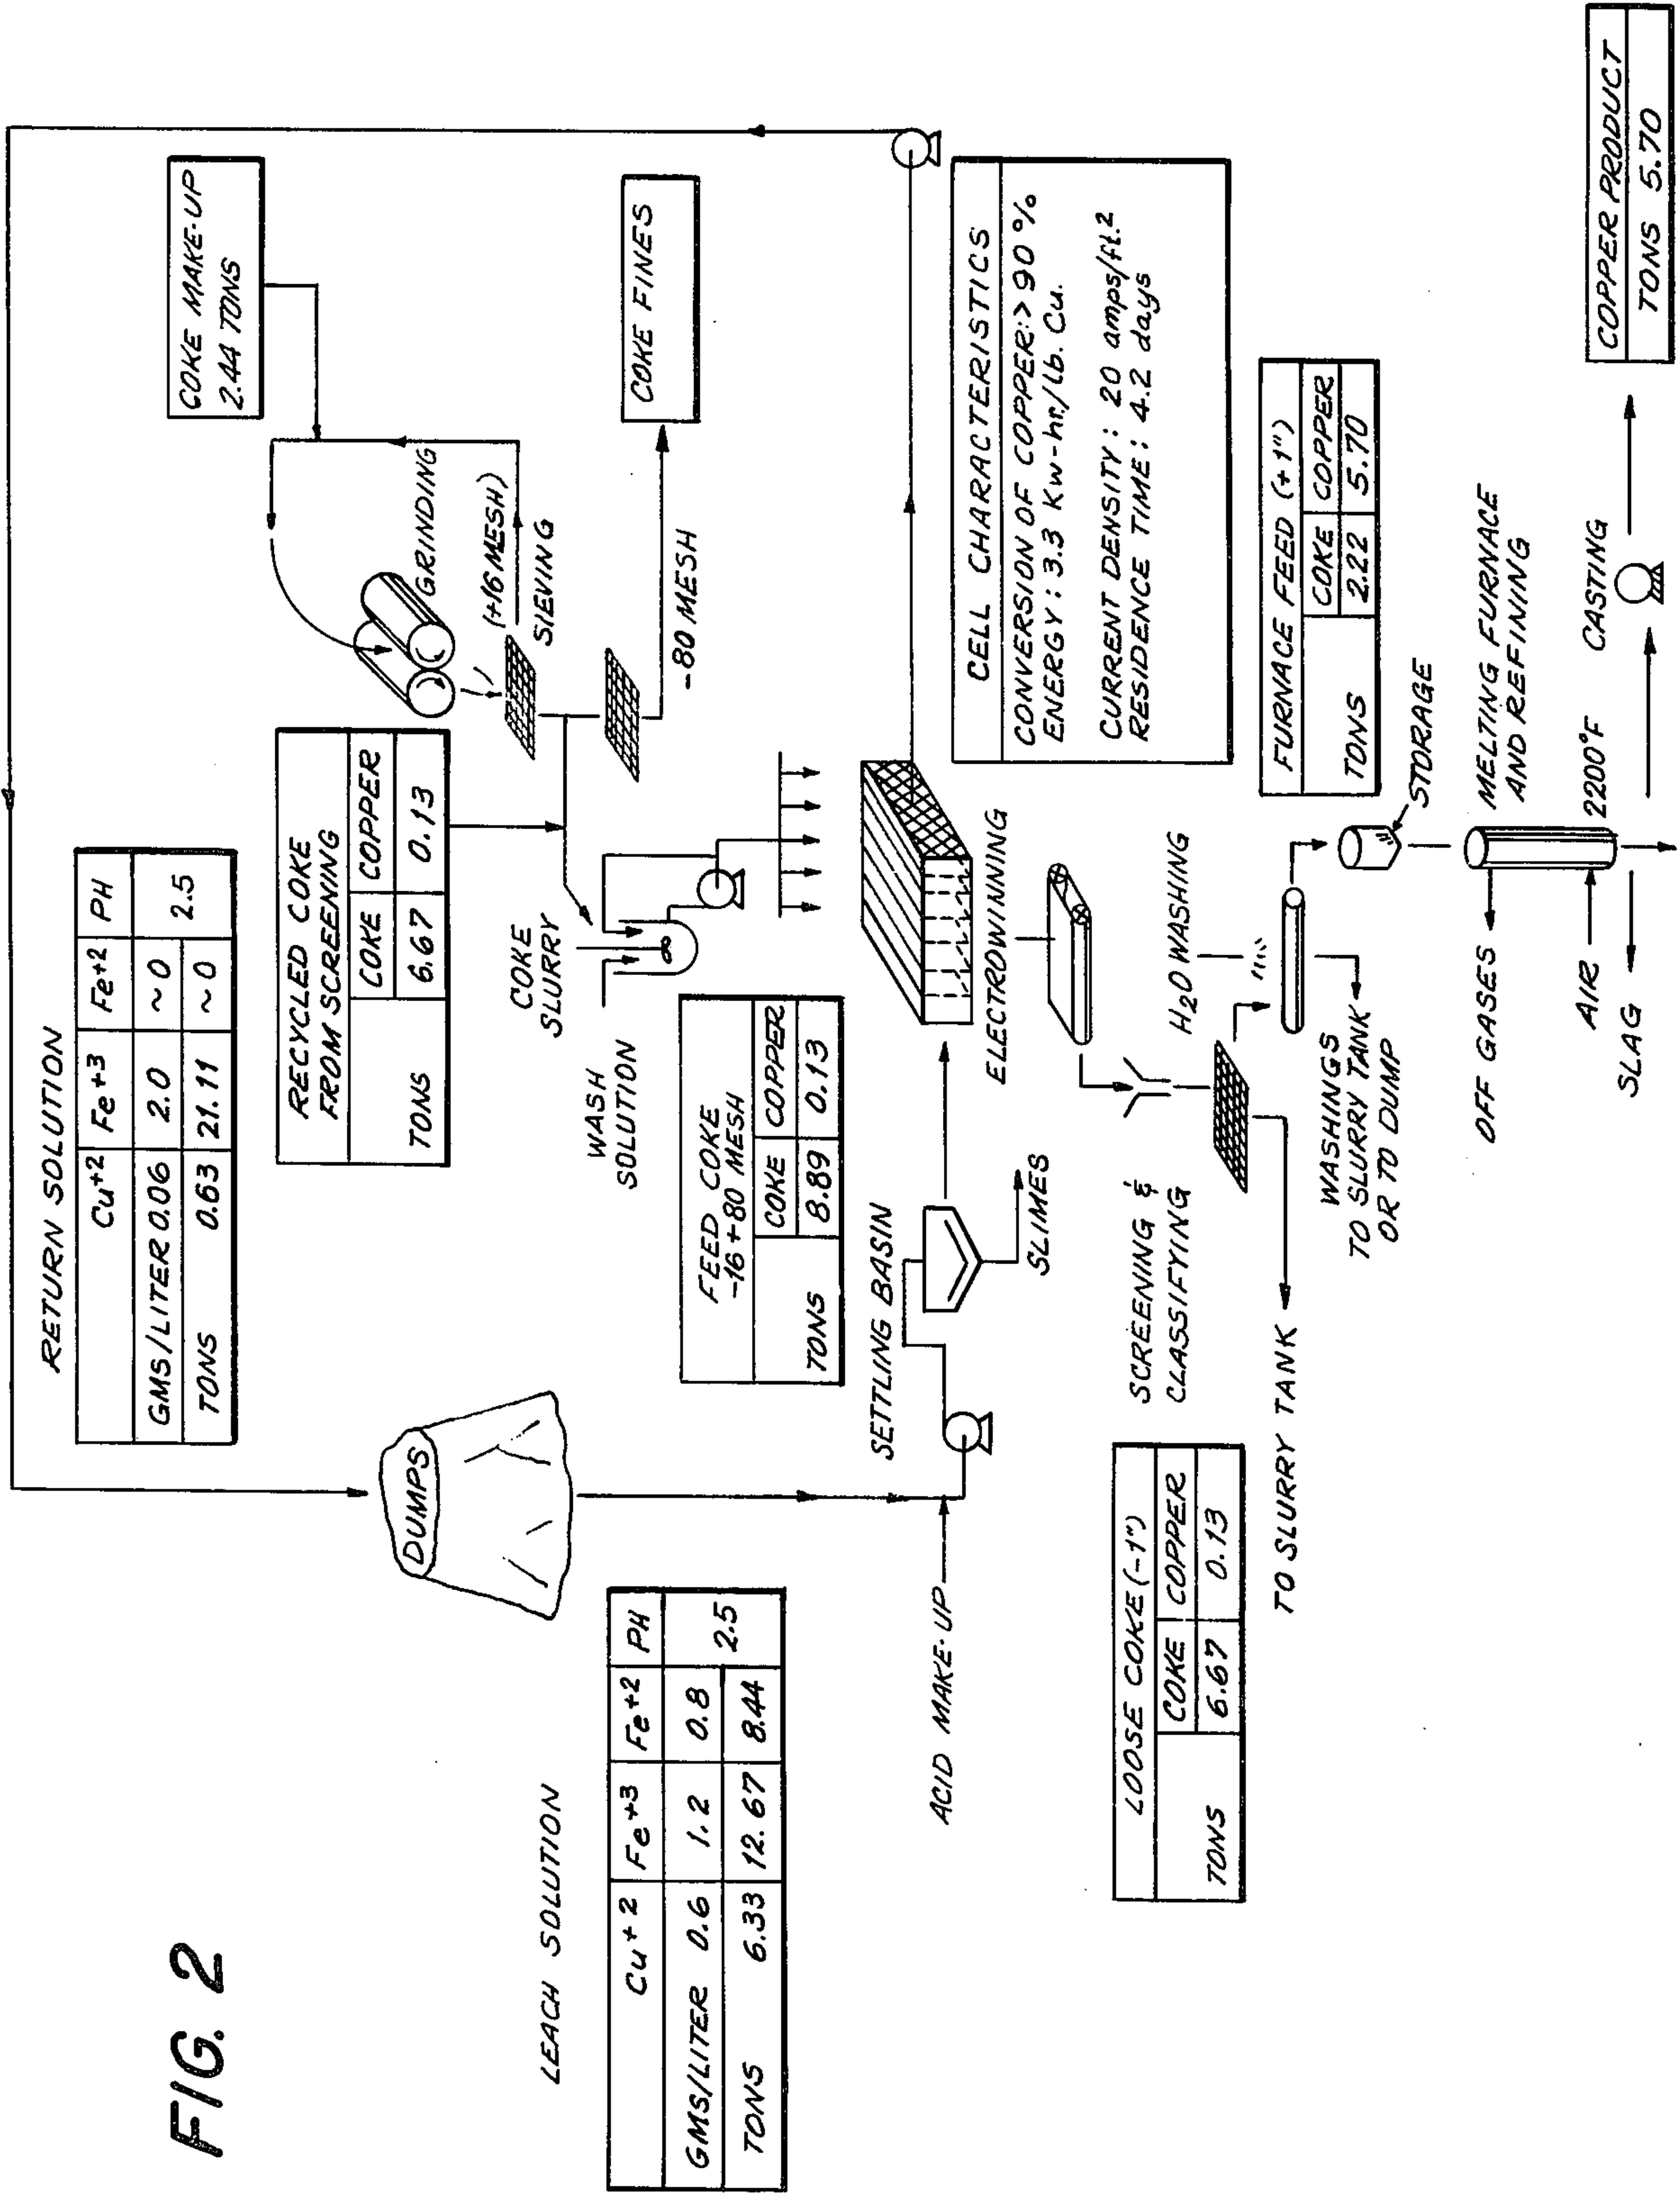 FIG. 2
RETURN SOLUTION
Cu+2 Fe+3 Fe+2 PH
GMS/LITER 0.06 2.0 ~0 2.5
TONS 0.63 21.11 ~0
COKE MAKE-UP
2.44 TONS
DUMPS
RECYCLED COKE
FROM SCREENING
COKE COPPER
TONS 6.67 0.13
GRINDING
(+16 MESH)
SIEVING
COKE FINES
-80 MESH
COKE
SLURRY
WASH
SOLUTION
LEACH SOLUTION
Cu+2 Fe+3 Fe+2 PH
GMS/LITER 0.6 1.2 0.8 2.5
TONS 6.33 12.67 8.44
FEED COKE
-16+80 MESH
COKE COPPER
TONS 8.89 0.13
SETTLING BASIN
ACID MAKE-UP
SLIMES
ELECTROWINNING
CELL CHARACTERISTICS
CONVERSION OF COPPER:>90%
ENERGY: 3.3 Kw-hr./lb. Cu.
CURRENT DENSITY: 20 amps/ft.2
RESIDENCE TIME: 4.2 days
LOOSE COKE (-1")
COKE COPPER
TONS 6.67 0.13
SCREENING &
CLASSIFYING
H2O WASHING
TO SLURRY TANK
WASHINGS
TO SLURRY TANK
OR TO DUMP
FURNACE FEED (+1")
COKE COPPER
TONS 2.22 5.70
STORAGE
OFF GASES
MELTING FURNACE
AND REFINING
AIR
2200°F
CASTING
SLAG
COPPER PRODUCT
TONS 5.70